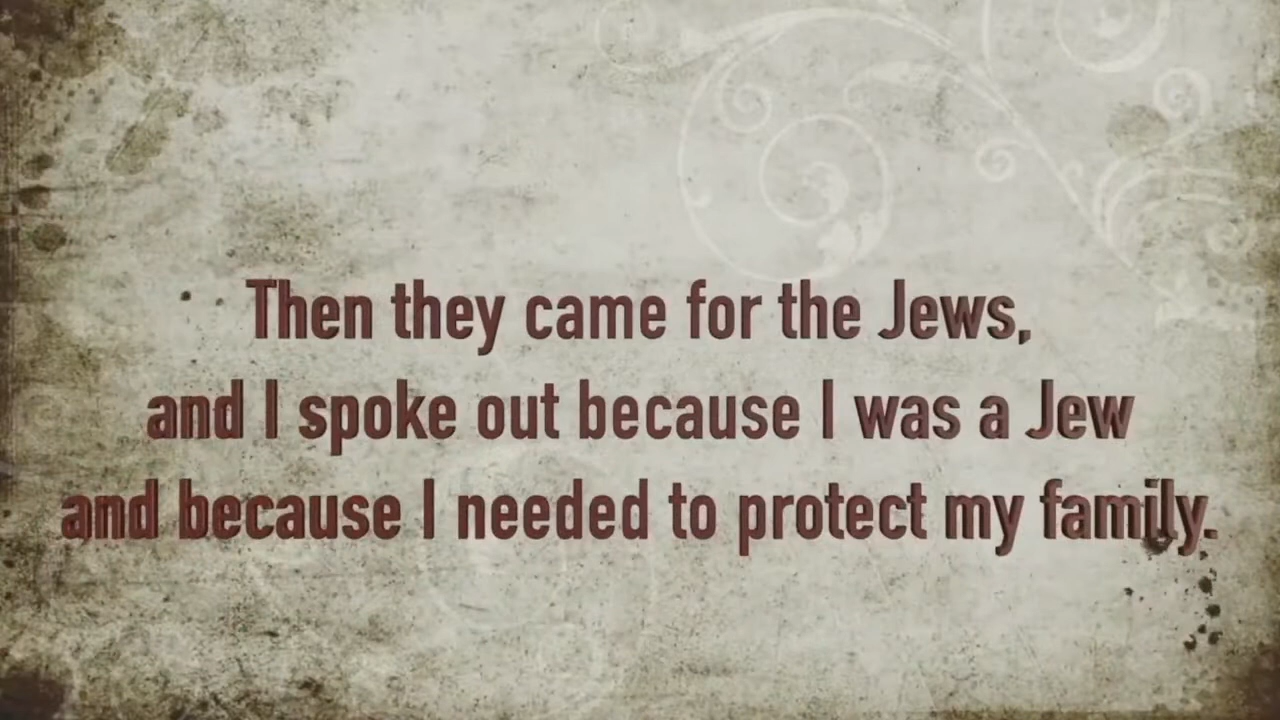 Then they came for the Jews,
and I spoke out because I was a Jew
and because I needed to protect my family.